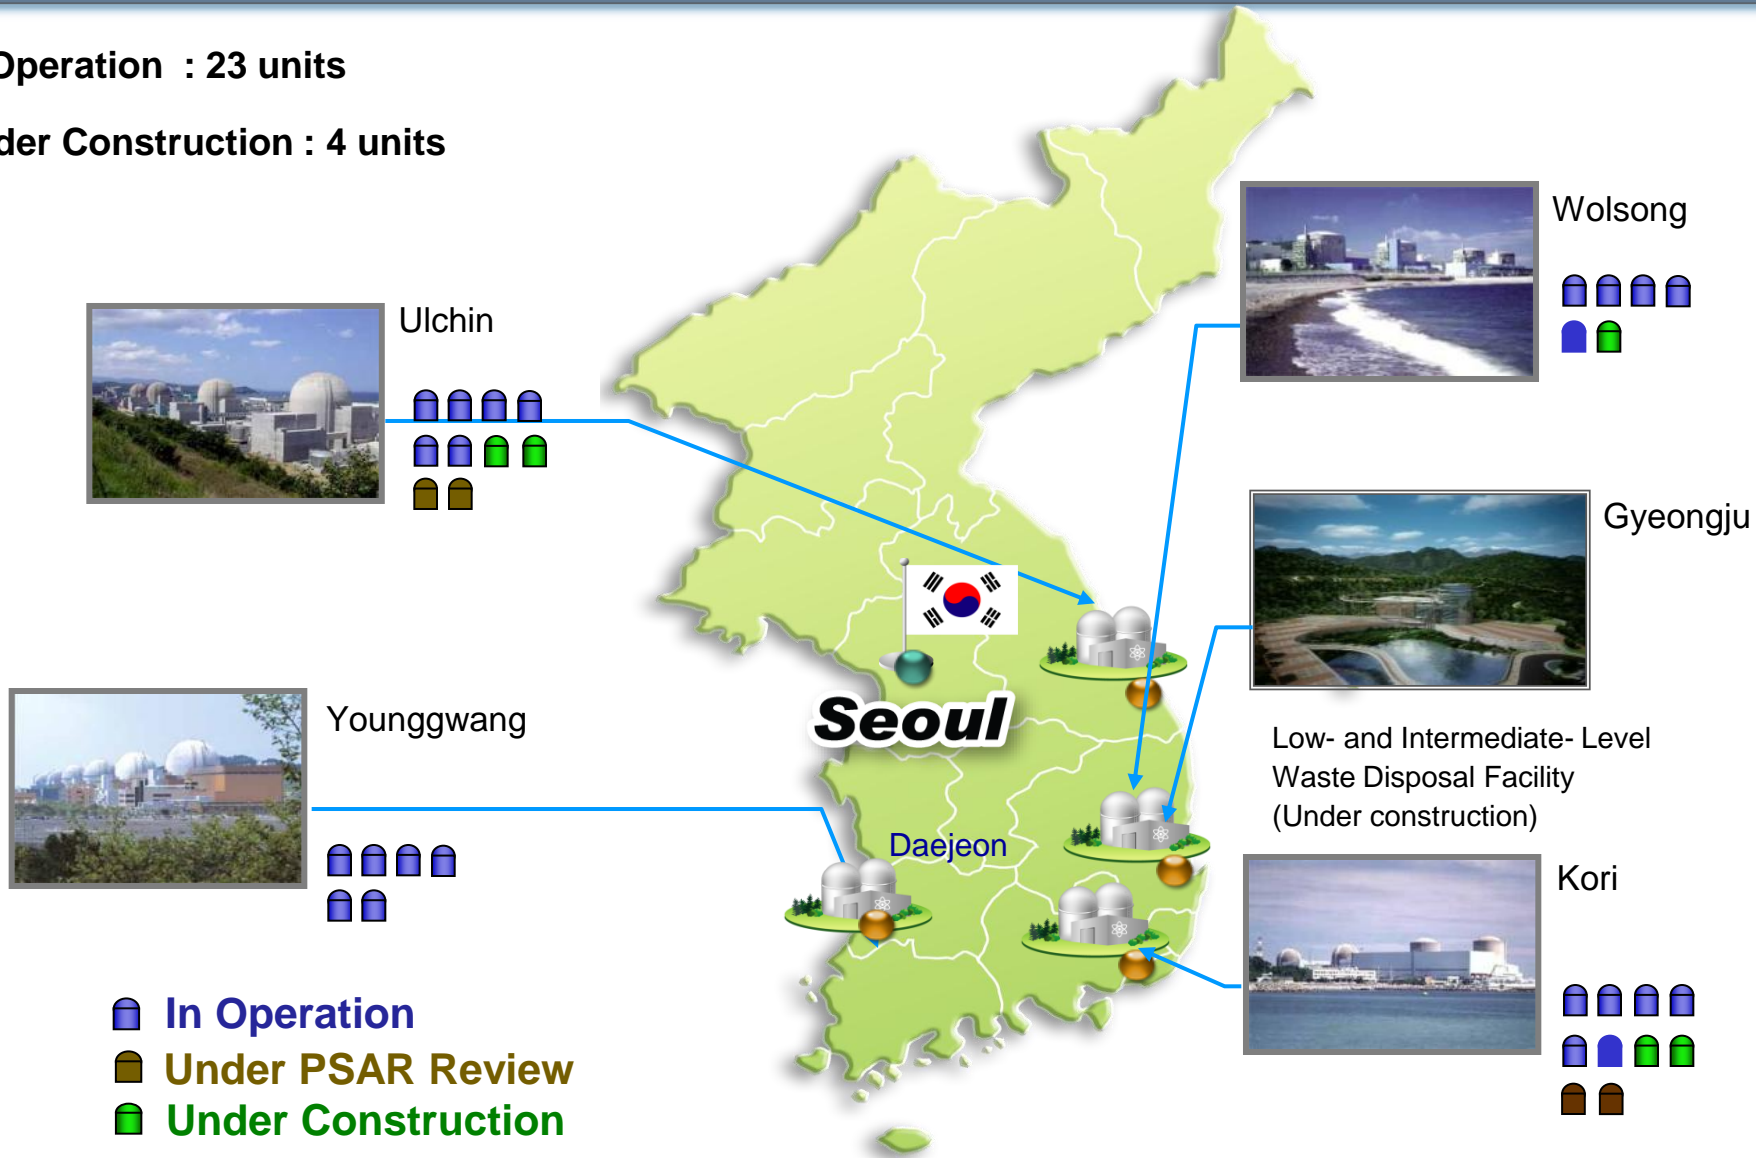 Operation : 23 units
der Construction : 4 units
Wolsong
Ulchin
Gyeongju
Seoul
Younggwang
Low- and Intermediate- Level
Waste Disposal Facility
(Under construction)
Daejeon
Kori
In Operation
Under PSAR Review
Under Construction